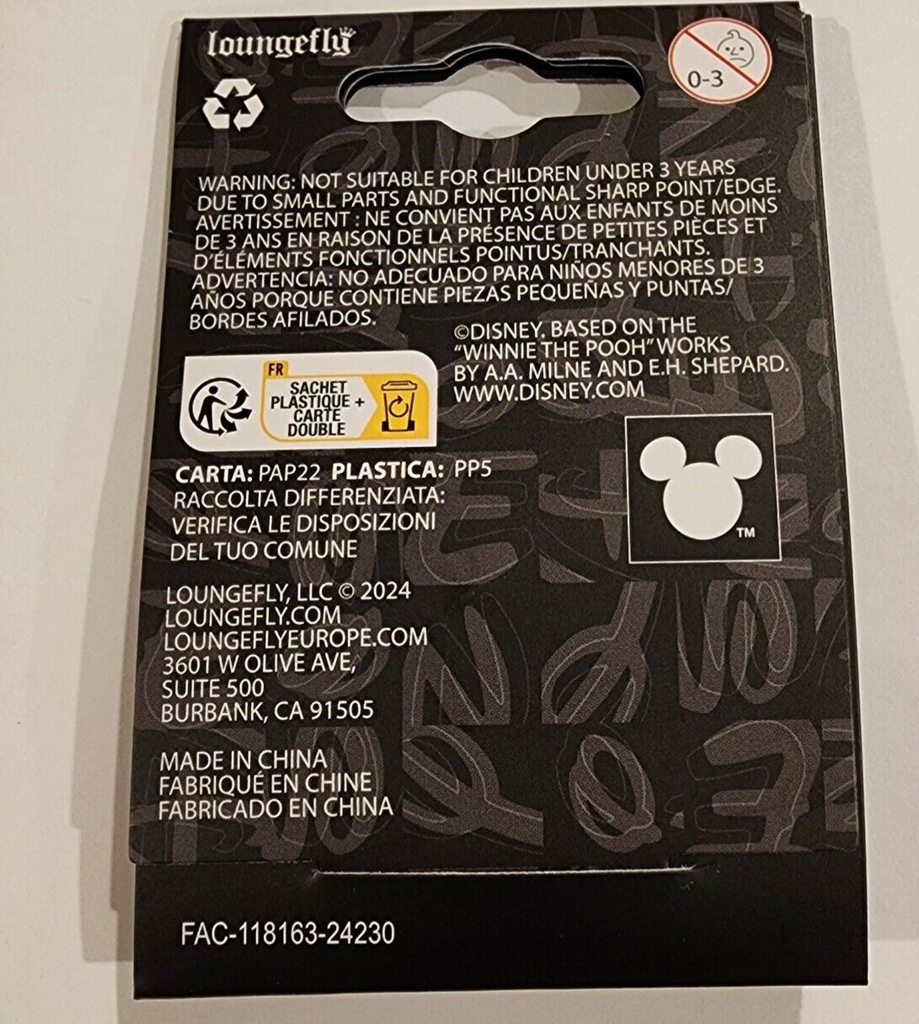 loungefly
0-3
WARNING: NOT SUITABLE FOR CHILDREN UNDER 3 YEARS
DUE TO SMALL PARTS AND FUNCTIONAL SHARP POINT/EDGE.
AVERTISSEMENT : NE CONVIENT PAS AUX ENFANTS DE MOINS
DE 3 ANS EN RAISON DE LA PRÉSENCE DE PETITES PIÈCES ET
D'ÉLÉMENTS FONCTIONNELS POINTUS/TRANCHANTS.
ADVERTENCIA: NO ADECUADO PARA NIÑOS MENORES DE 3
AÑOS PORQUE CONTIENE PIEZAS PEQUEÑAS Y PUNTAS/
BORDES AFILADOS.
©DISNEY. BASED ON THE
"WINNIE THE POOH" WORKS
BY A.A. MILNE AND E.H. SHEPARD.
WWW.DISNEY.COM
FR
SACHET
PLASTIQUE +
CARTE
DOUBLE
TM
CARTA: PAP22 PLASTICA: PP5
RACCOLTA DIFFERENZIATA:
VERIFICA LE DISPOSIZIONI
DEL TUO COMUNE
LOUNGEFLY, LLC © 2024
LOUNGEFLY.COM
LOUNGEFLYEUROPE.COM
3601 W OLIVE AVE,
SUITE 500
BURBANK, CA 91505
MADE IN CHINA
FABRIQUÉ EN CHINE
FABRICADO EN CHINA
FAC-118163-24230